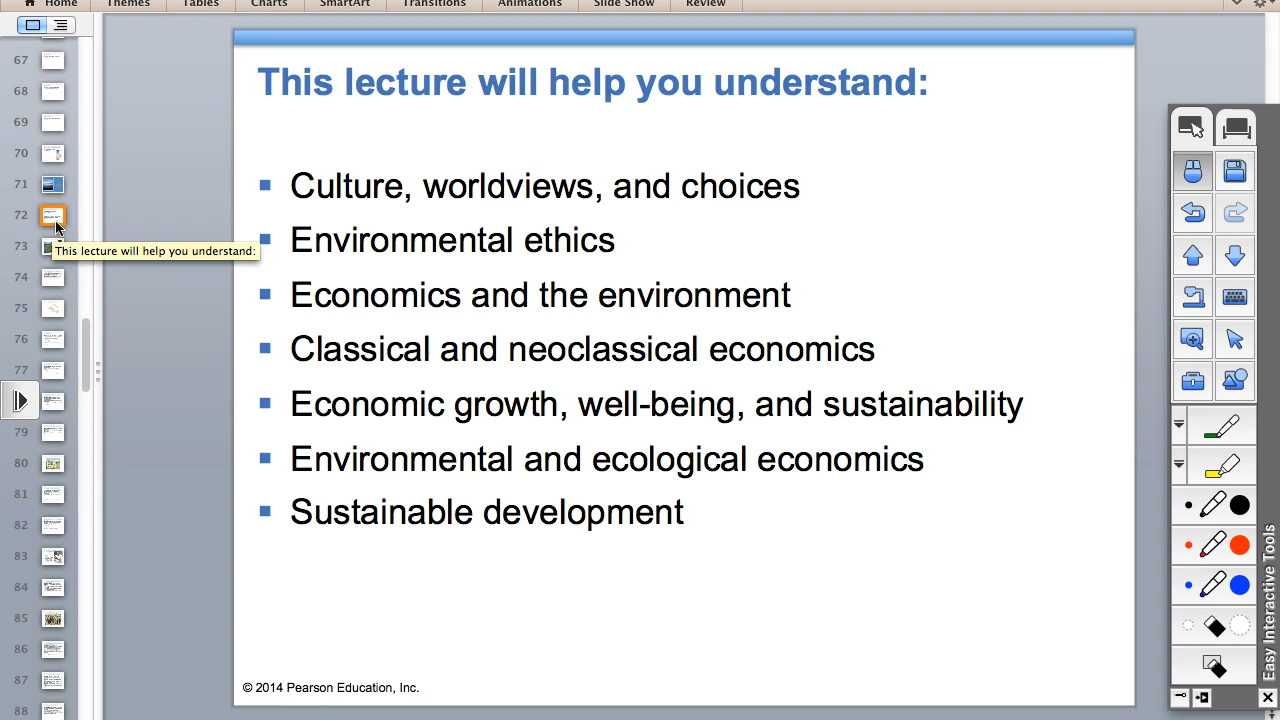 Home Themes Tables Charts SmartArt Transitions Animations Slide Show Review
67
68
69
70
71
72
73
74
75
76
77
79
80
81
82
83
84
85
86
87
88
This lecture will help you understand:
This lecture will help you understand:
Culture, worldviews, and choices
Environmental ethics
Economics and the environment
Classical and neoclassical economics
Economic growth, well-being, and sustainability
Environmental and ecological economics
Sustainable development
© 2014 Pearson Education, Inc.
Easy Interactive Tools